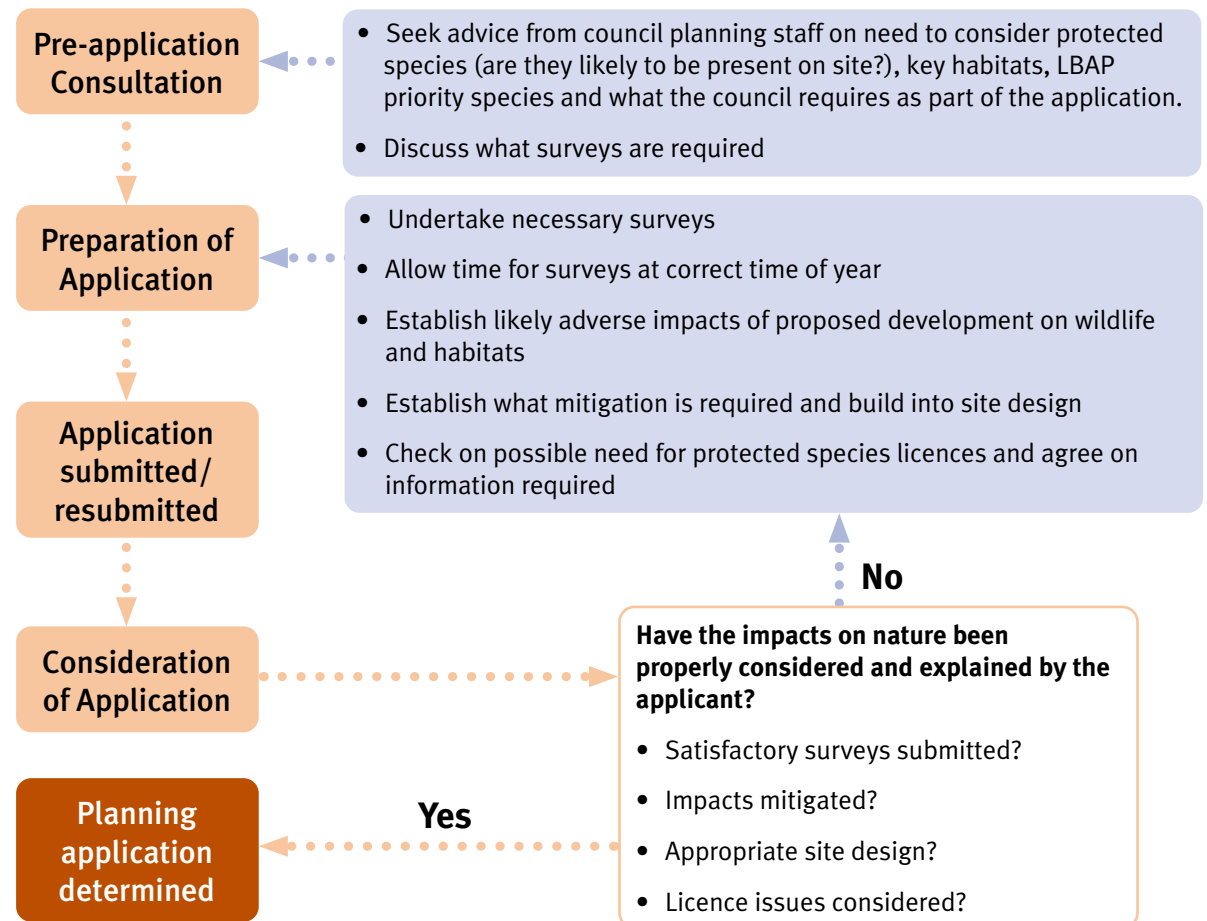 Pre-application
Consultation
• Seek advice from council planning staff on need to consider protected
species (are they likely to be present on site?), key habitats, LBAP
priority species and what the council requires as part of the application.
• Discuss what surveys are required
Preparation of
Application
• Undertake necessary surveys
• Allow time for surveys at correct time of year
• Establish likely adverse impacts of proposed development on wildlife
and habitats
• Establish what mitigation is required and build into site design
• Check on possible need for protected species licences and agree on
information required
Application
submitted/
resubmitted
No
Consideration
of Application
Have the impacts on nature been
properly considered and explained by the
applicant?
• Satisfactory surveys submitted?
• Impacts mitigated?
• Appropriate site design?
• Licence issues considered?
Yes
Planning
application
determined